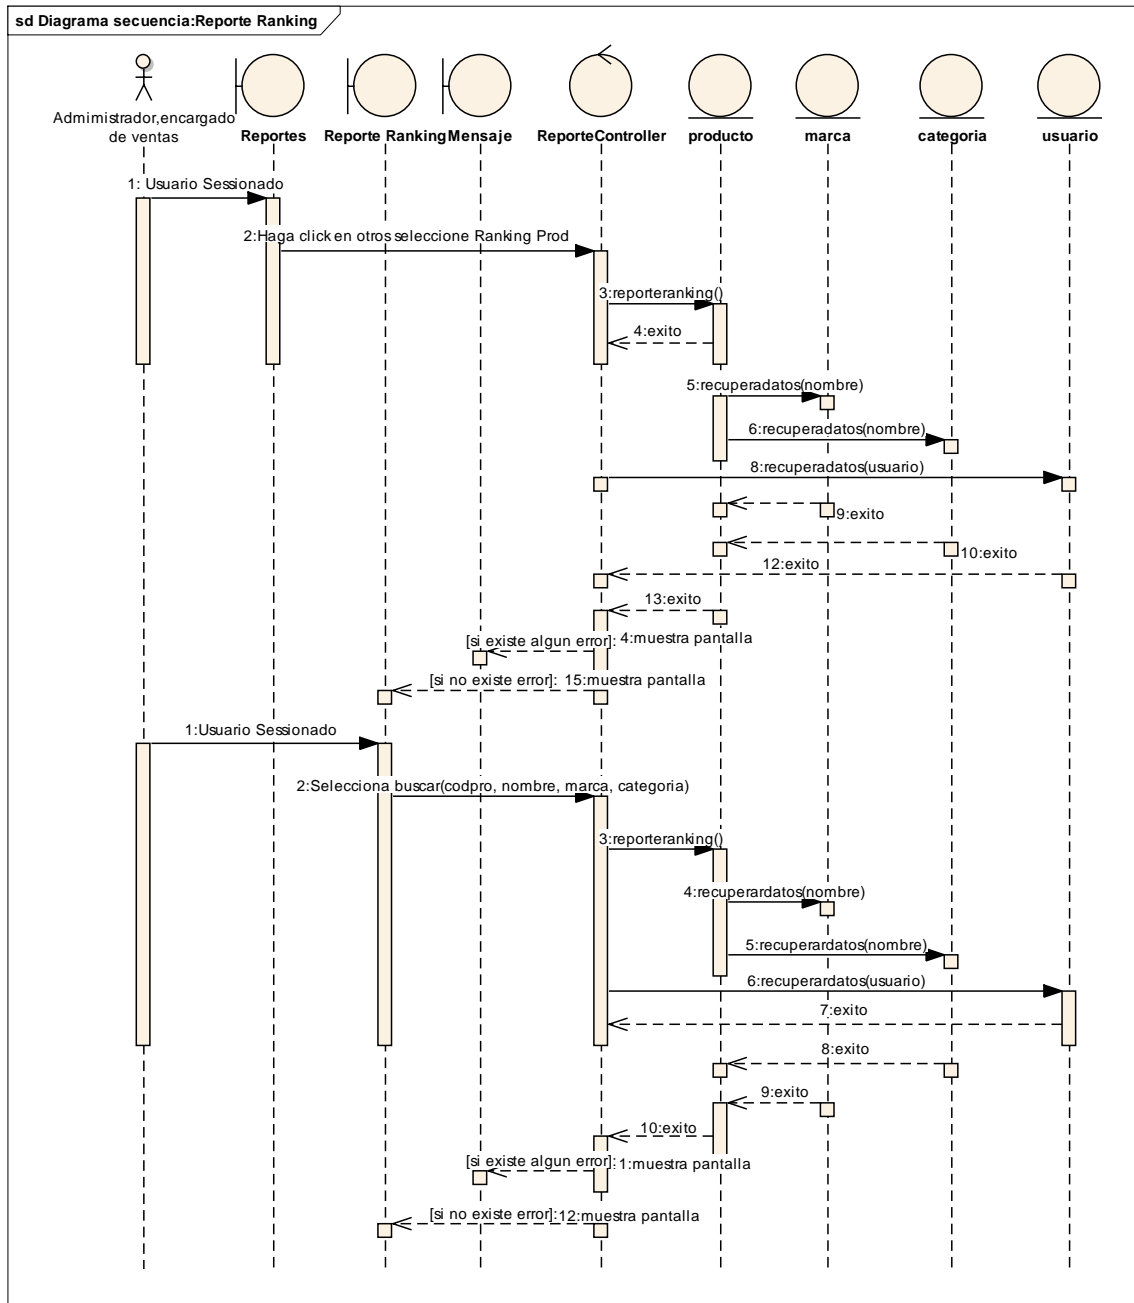 sd Diagrama secuencia:Reporte Ranking
Admimistrador,encargado
de ventas
Reportes
Reporte Ranking
Mensaje
ReporteController
producto
marca
categoria
usuario
1: Usuario Sessionado
2:Haga click en otros seleccione Ranking Prod
3:reporteranking()
4:exito
5:recuperadatos(nombre)
6:recuperadatos(nombre)
8:recuperadatos(usuario)
9:exito
10:exito
12:exito
13:exito
[si existe algun error]: 4:muestra pantalla
[si no existe error]: 15:muestra pantalla
1:Usuario Sessionado
2:Selecciona buscar(codpro, nombre, marca, categoria)
3:reporteranking()
4:recuperardatos(nombre)
5:recuperardatos(nombre)
6:recuperardatos(usuario)
7:exito
8:exito
9:exito
10:exito
[si existe algun error]: 1:muestra pantalla
[si no existe error]:12:muestra pantalla